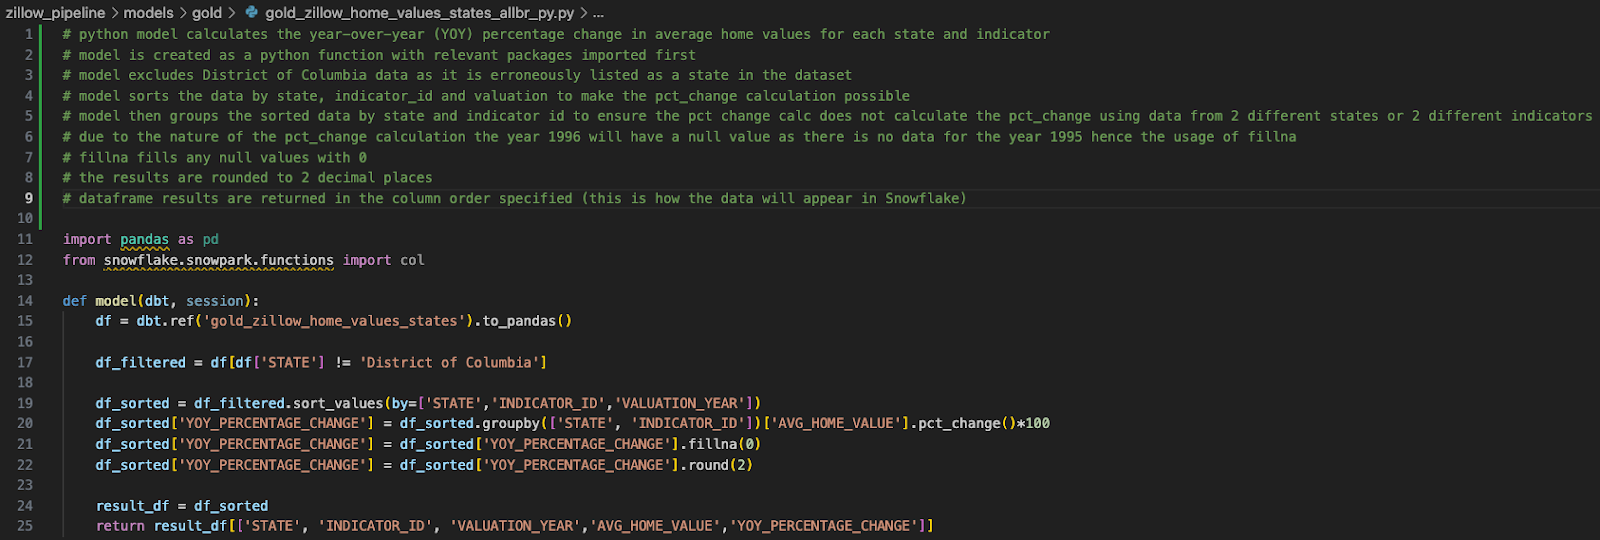 zillow_pipeline > models > gold > gold_zillow_home_values_states_allbr_py.py > ...
1 # python model calculates the year-over-year (YOY) percentage change in average home values for each state and indicator
2 # model is created as a python function with relevant packages imported first
3 # model excludes District of Columbia data as it is erroneously listed as a state in the dataset
4 # model sorts the data by state, indicator_id and valuation to make the pct_change calculation possible
5 # model then groups the sorted data by state and indicator id to ensure the pct change calc does not calculate the pct_change using data from 2 different states or 2 different indicators
6 # due to the nature of the pct_change calculation the year 1996 will have a null value as there is no data for the year 1995 hence the usage of fillna
7 # fillna fills any null values with 0
8 # the results are rounded to 2 decimal places
9 # dataframe results are returned in the column order specified (this is how the data will appear in Snowflake)
10
11 import pandas as pd
12 from snowflake.snowpark.functions import col
13
14 def model(dbt, session):
15     df = dbt.ref('gold_zillow_home_values_states').to_pandas()
16
17     df_filtered = df[df['STATE'] != 'District of Columbia']
18
19     df_sorted = df_filtered.sort_values(by=['STATE','INDICATOR_ID','VALUATION_YEAR'])
20     df_sorted['YOY_PERCENTAGE_CHANGE'] = df_sorted.groupby(['STATE', 'INDICATOR_ID'])['AVG_HOME_VALUE'].pct_change()*100
21     df_sorted['YOY_PERCENTAGE_CHANGE'] = df_sorted['YOY_PERCENTAGE_CHANGE'].fillna(0)
22     df_sorted['YOY_PERCENTAGE_CHANGE'] = df_sorted['YOY_PERCENTAGE_CHANGE'].round(2)
23
24     result_df = df_sorted
25     return result_df[['STATE', 'INDICATOR_ID', 'VALUATION_YEAR','AVG_HOME_VALUE','YOY_PERCENTAGE_CHANGE']]